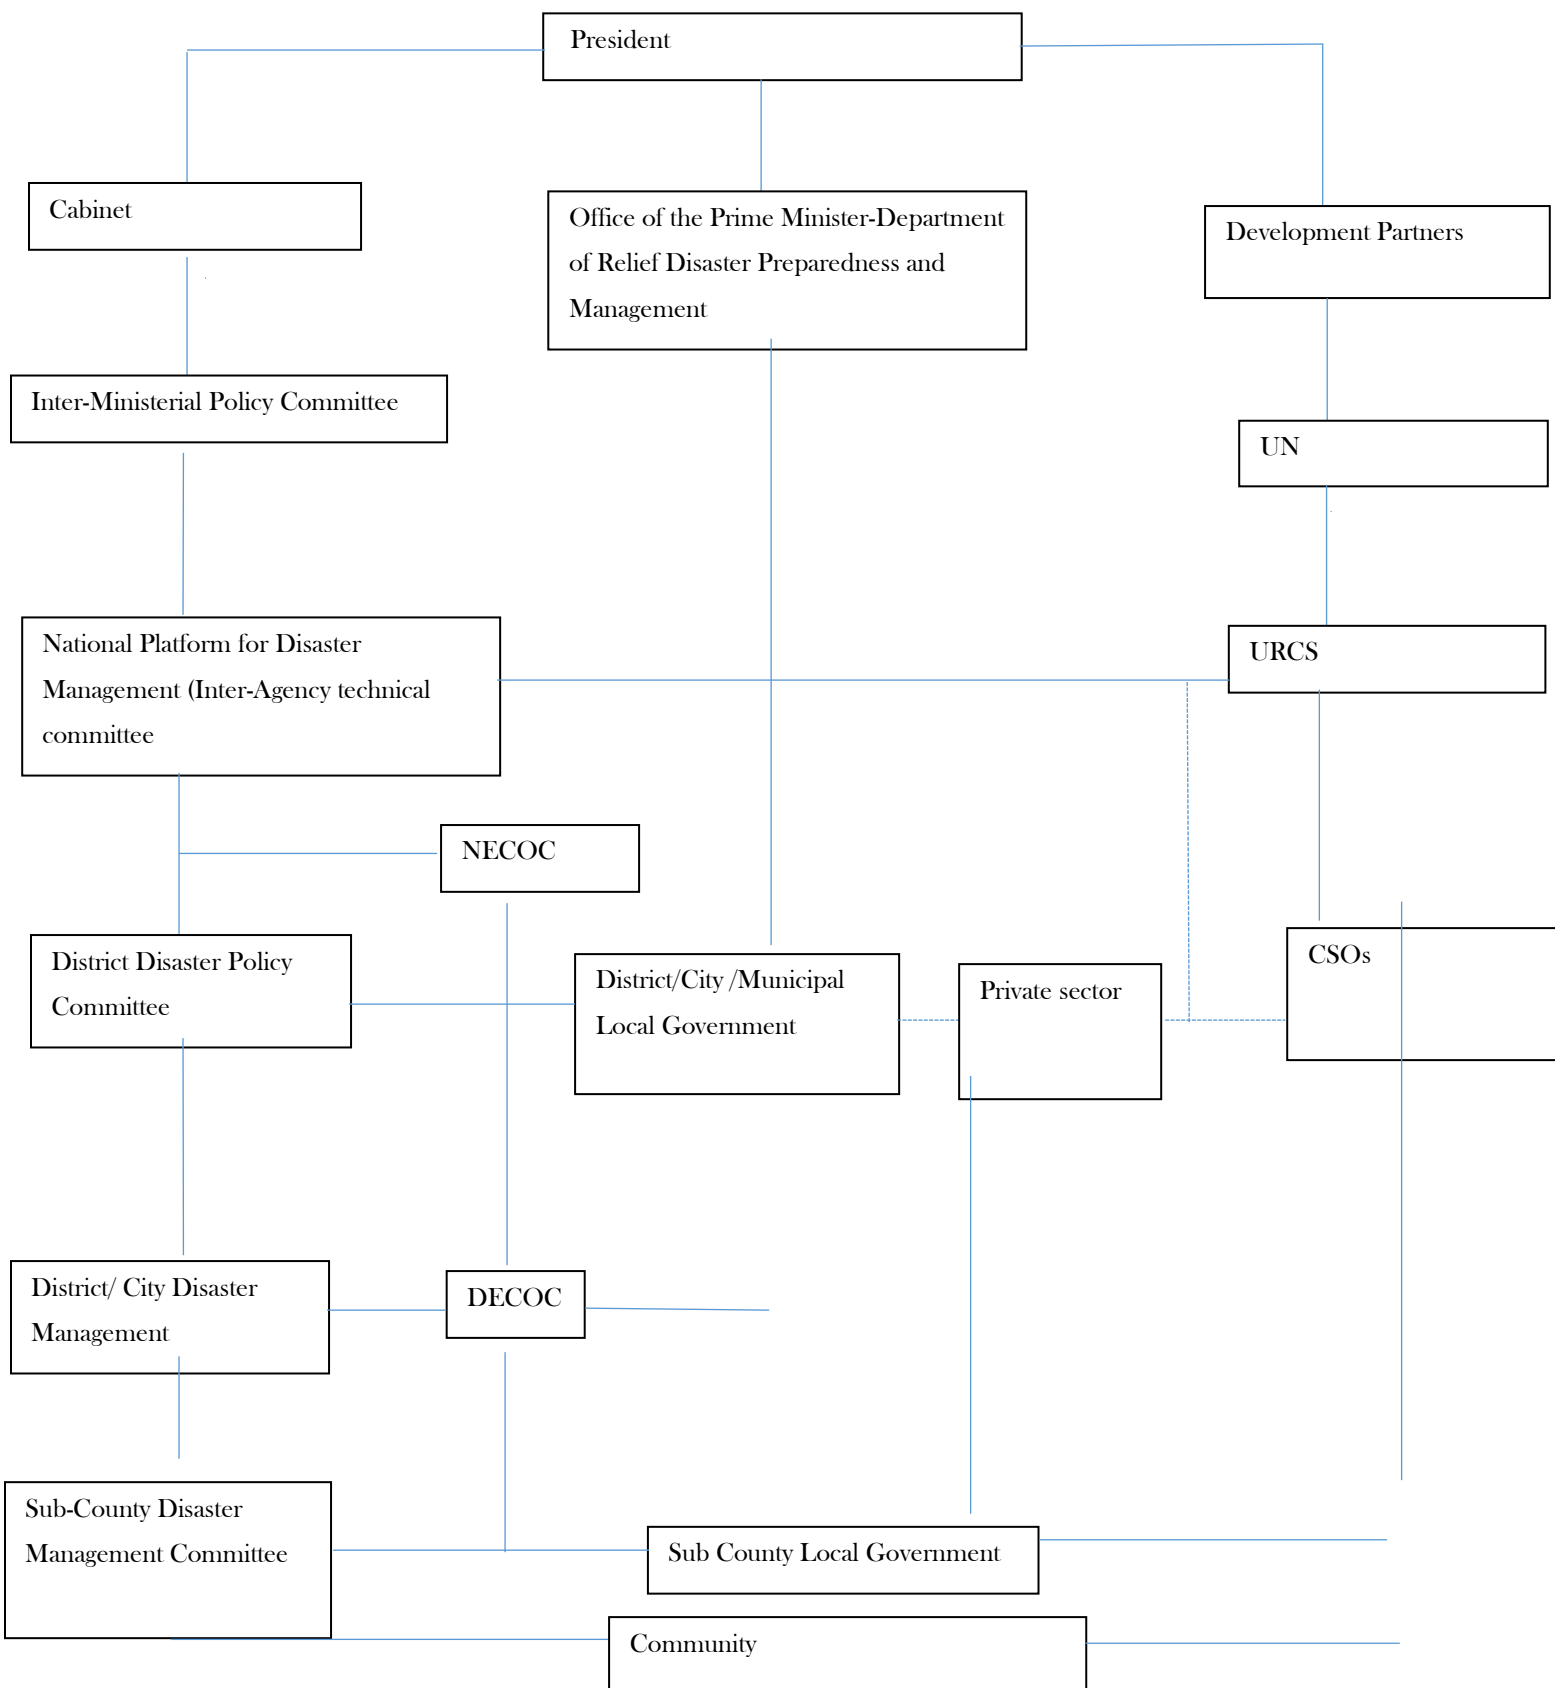 President
Cabinet
Office of the Prime Minister-Department
of Relief Disaster Preparedness and
Management
Development Partners
Inter-Ministerial Policy Committee
UN
National Platform for Disaster
Management (Inter-Agency technical
committee
URCS
NECOC
District Disaster Policy
Committee
District/City /Municipal
Local Government
Private sector
CSOs
District/ City Disaster
Management
DECOC
Sub-County Disaster
Management Committee
Sub County Local Government
Community